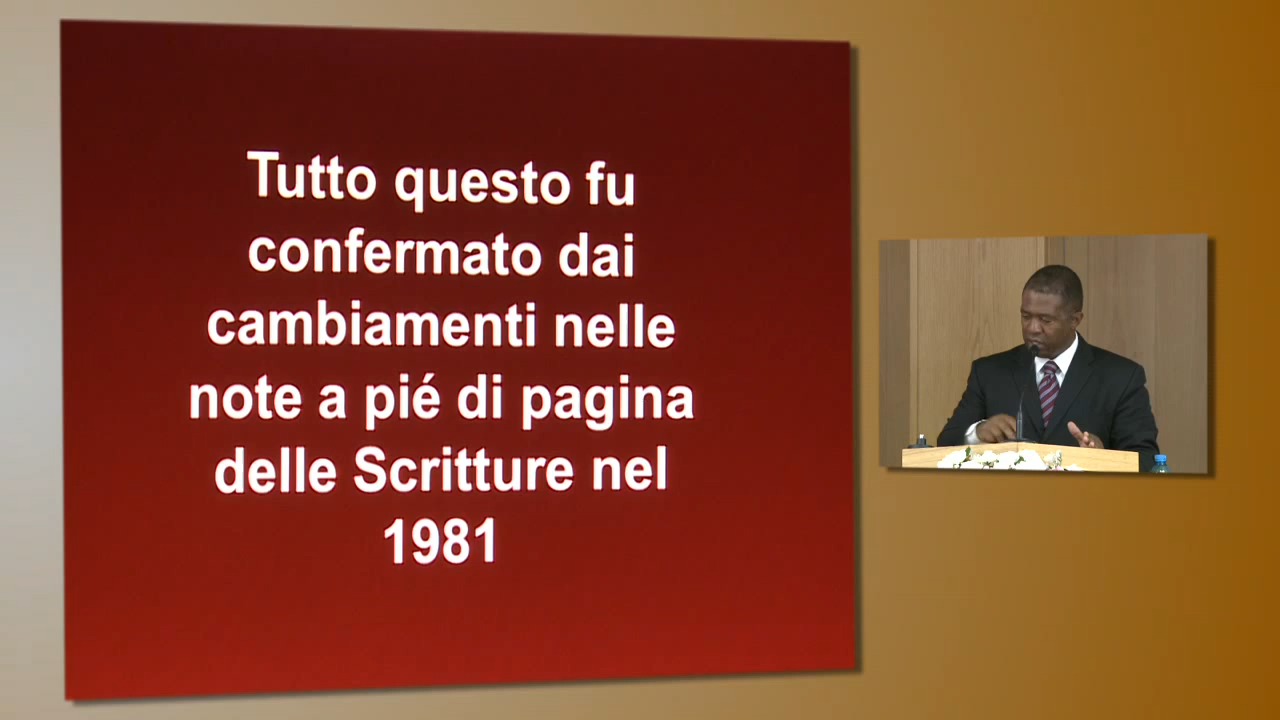 Tutto questo fu
confermato dai
cambiamenti nelle
note a pié di pagina
delle Scritture nel
1981